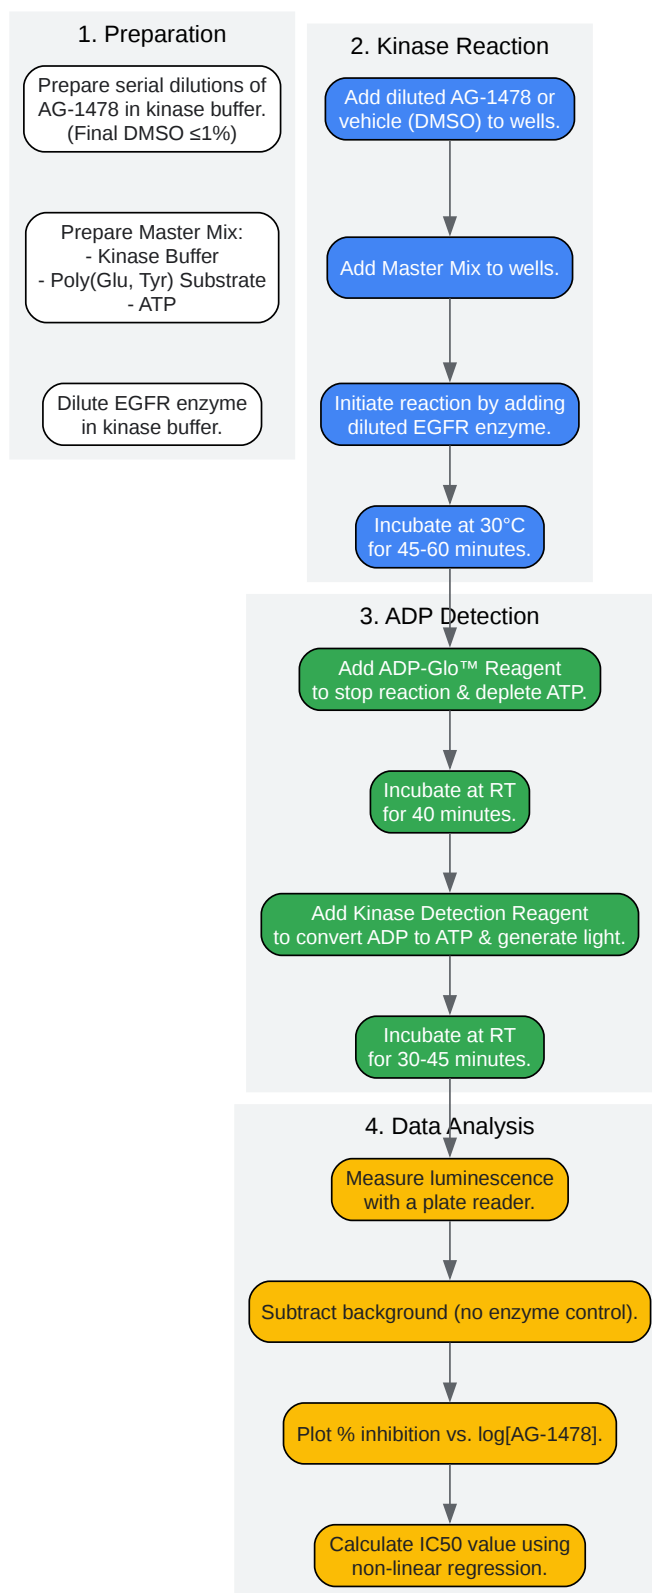 1. Preparation
Prepare serial dilutions of
AG-1478 in kinase buffer.
(Final DMSO ≤1%)
Prepare Master Mix:
- Kinase Buffer
- Poly(Glu, Tyr) Substrate
- ATP
Dilute EGFR enzyme
in kinase buffer.
2. Kinase Reaction
Add diluted AG-1478 or
vehicle (DMSO) to wells.
Add Master Mix to wells.
Initiate reaction by adding
diluted EGFR enzyme.
Incubate at 30°C
for 45-60 minutes.
3. ADP Detection
Add ADP-Glo™ Reagent
to stop reaction & deplete ATP.
Incubate at RT
for 40 minutes.
Add Kinase Detection Reagent
to convert ADP to ATP & generate light.
Incubate at RT
for 30-45 minutes.
4. Data Analysis
Measure luminescence
with a plate reader.
Subtract background (no enzyme control).
Plot % inhibition vs. log[AG-1478].
Calculate IC50 value using
non-linear regression.